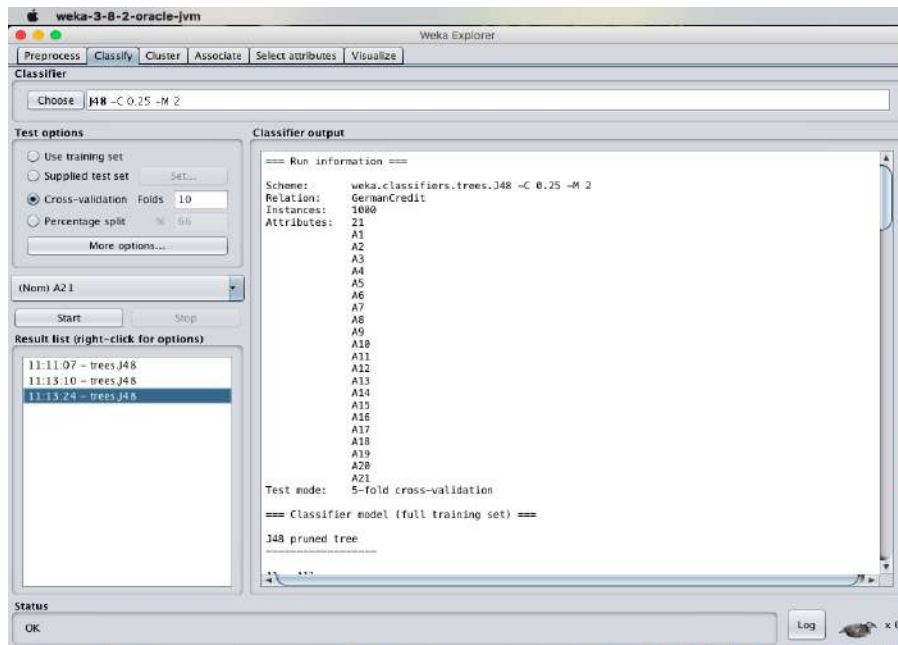 weka-3-8-2-oracle-jvm
Weka Explorer
Preprocess Classify Cluster Associate Select attributes Visualize
Classifier
Choose J48 -C 0.25 -M 2
Test options
Use training set
Supplied test set Set...
Cross-validation Folds 10
Percentage split % 66
More options...
(Nom) A21
Start Stop
Result list (right-click for options)
11:11:07 - trees.J48
11:13:10 - trees.J48
11:13:24 - trees.J48
Classifier output
=== Run information ===
Scheme: weka.classifiers.trees.J48 -C 0.25 -M 2
Relation: GermanCredit
Instances: 1000
Attributes: 21
A1
A2
A3
A4
A5
A6
A7
A8
A9
A10
A11
A12
A13
A14
A15
A16
A17
A18
A19
A20
A21
Test mode: 5-fold cross-validation
=== Classifier model (full training set) ===
J48 pruned tree
------------------
Status
OK
Log
x 0